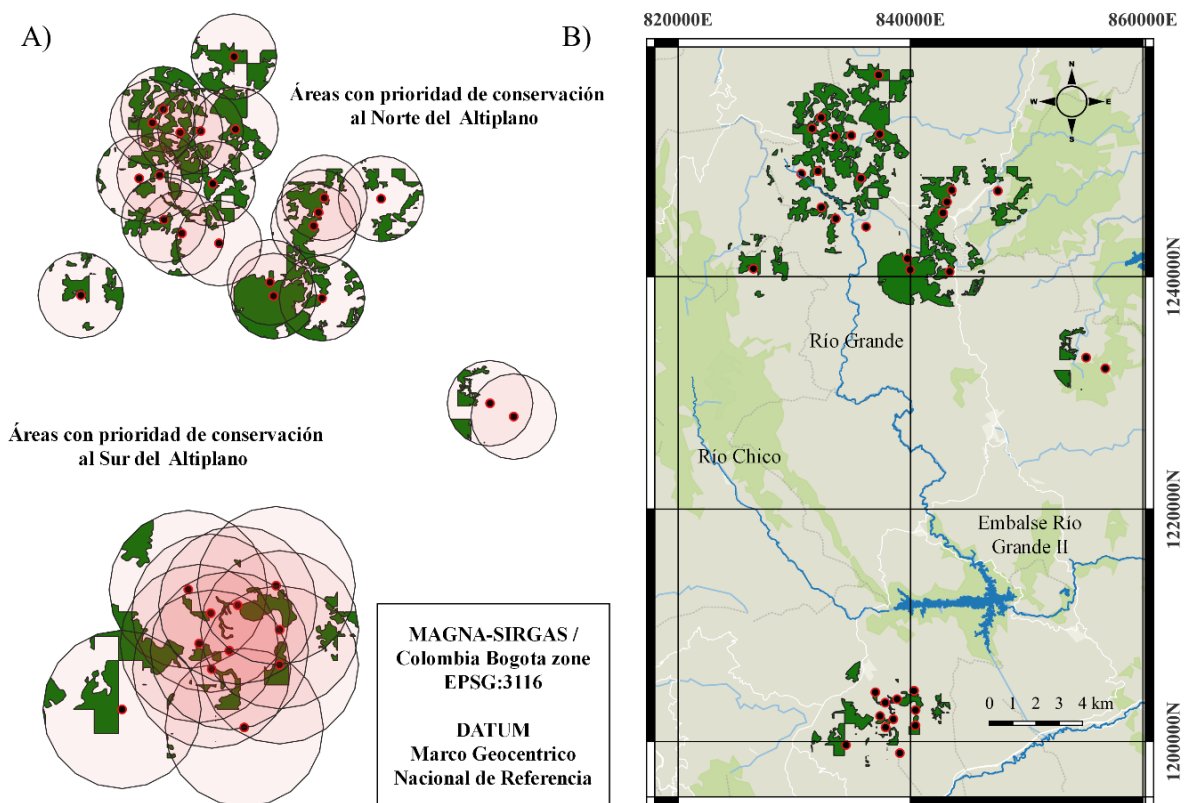 A)
Áreas con prioridad de conservación
al Norte del Altiplano
Áreas con prioridad de conservación
al Sur del Altiplano
MAGNA-SIRGAS /
Colombia Bogota zone
EPSG:3116
DATUM
Marco Geocentrico
Nacional de Referencia
B)
820000E
840000E
860000E
N
W
E
S
1240000N
Río Grande
Río Chico
1220000N
Embalse Río
Grande II
0 1 2 3 4 km
1200000N